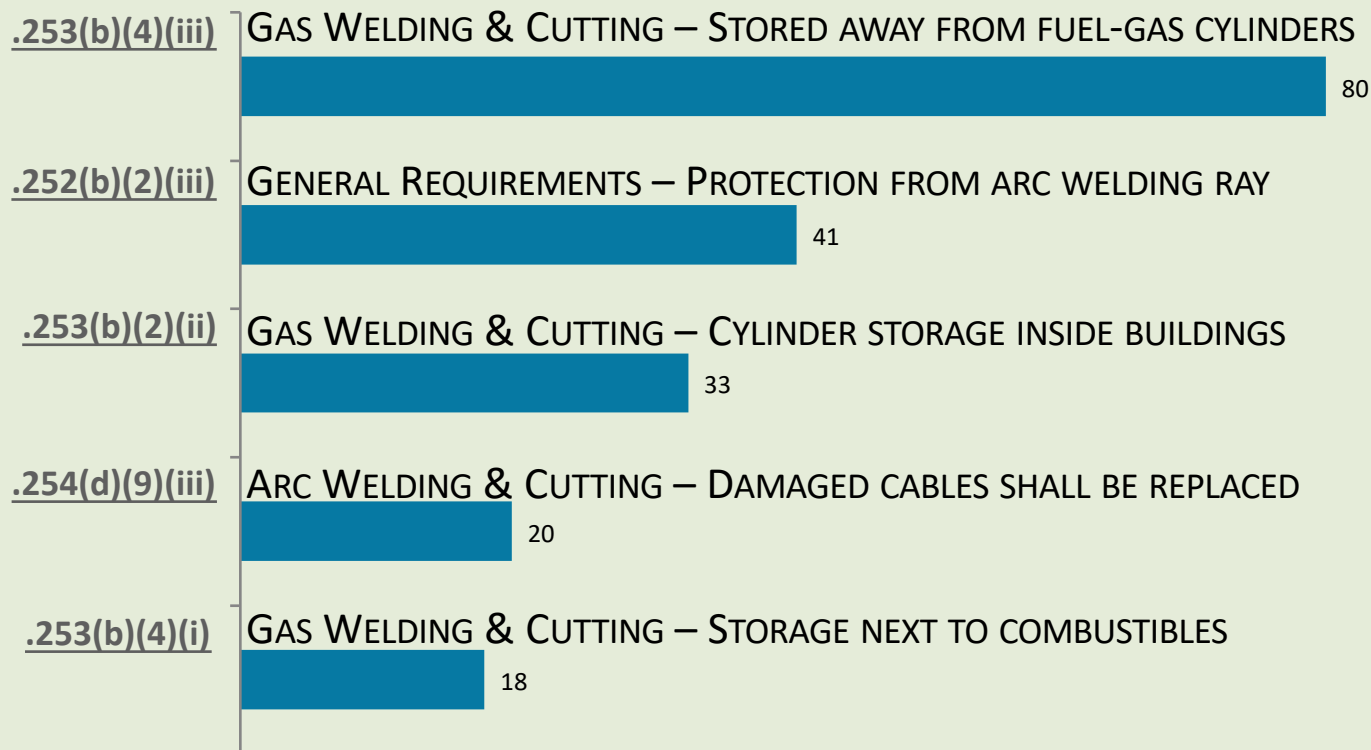 .253(b)(4)(iii) Gas Welding & Cutting – Stored away from fuel-gas cylinders
80
.252(b)(2)(iii) General Requirements – Protection from arc welding ray
41
.253(b)(2)(ii) Gas Welding & Cutting – Cylinder storage inside buildings
33
.254(d)(9)(iii) Arc Welding & Cutting – Damaged cables shall be replaced
20
.253(b)(4)(i) Gas Welding & Cutting – Storage next to combustibles
18